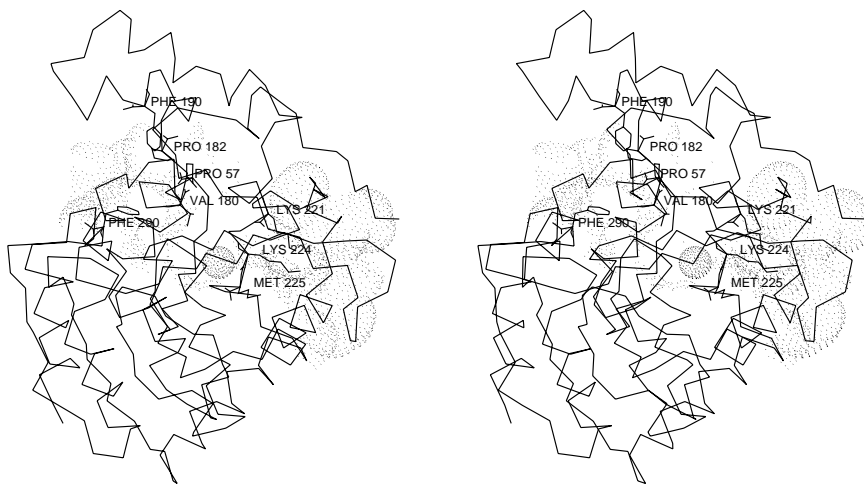 PHE 190 PHE 190
PRO 182 PRO 182
PRO 57 PRO 57
VAL 180 VAL 180
LYS 221 LYS 221
PHE 290 PHE 290
LYS 224 LYS 224
MET 225 MET 225